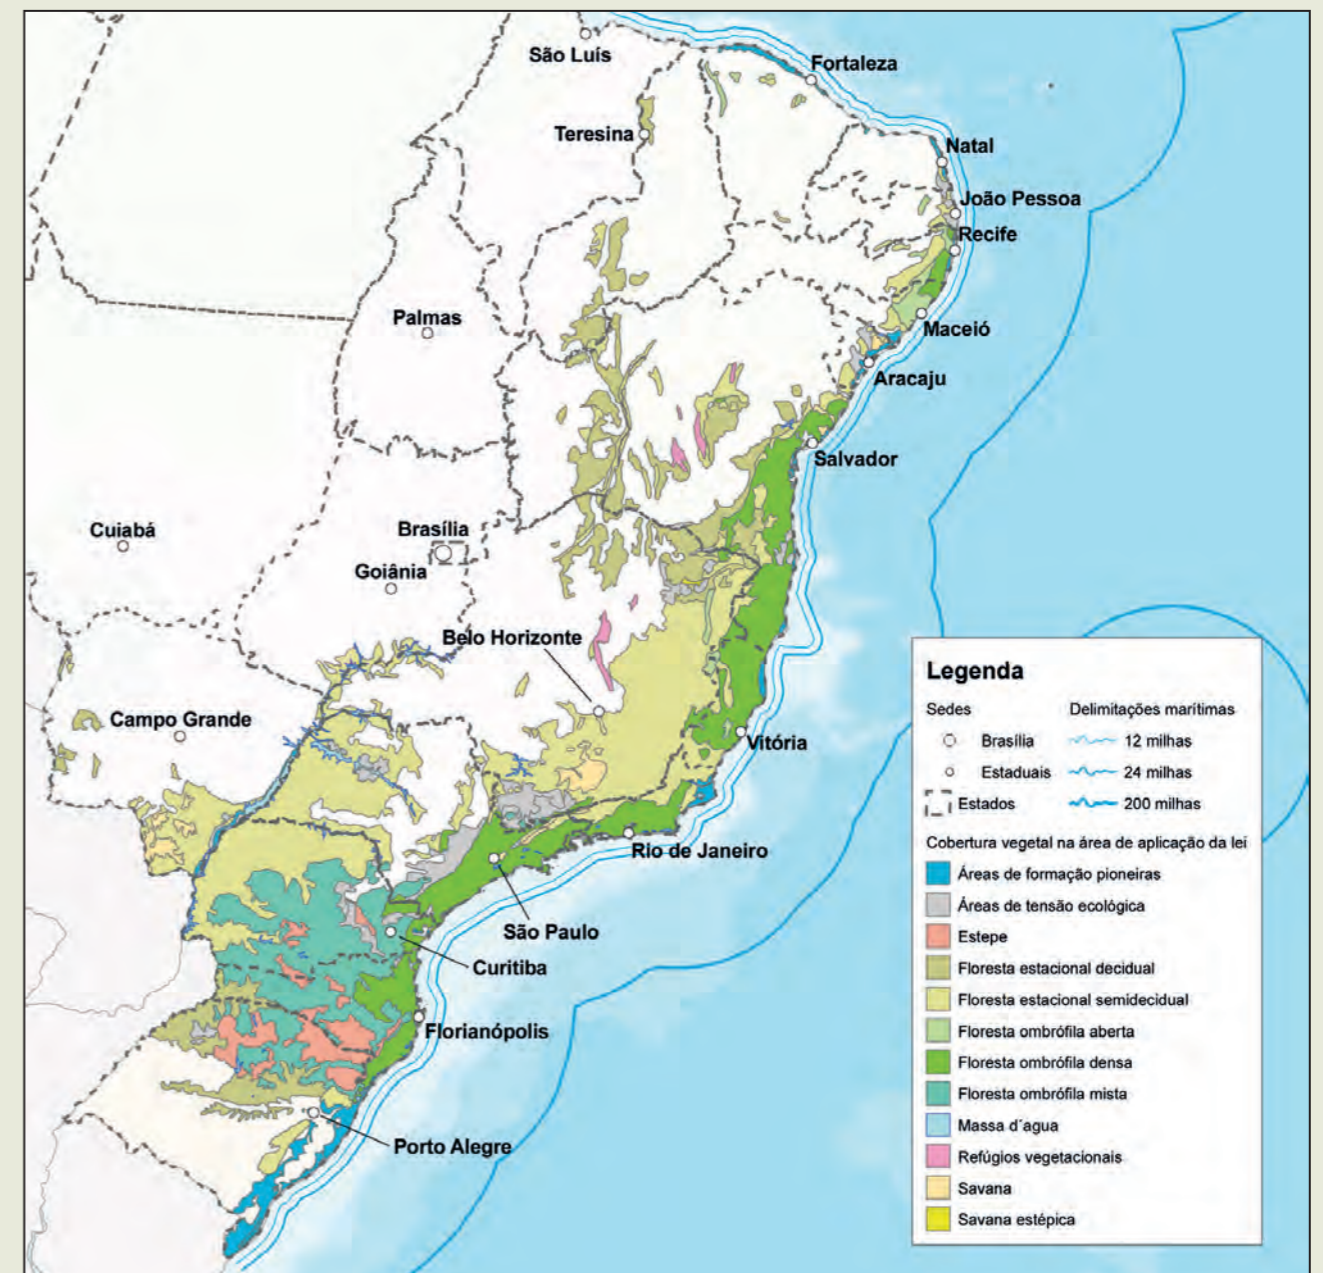 São Luís
Fortaleza
Teresina
Natal
João Pessoa
Recife
Palmas
Maceió
Aracaju
Salvador
Cuiabá
Brasília
Goiânia
Belo Horizonte
Campo Grande
Vitória
Rio de Janeiro
São Paulo
Curitiba
Florianópolis
Porto Alegre
Legenda
Sedes
Brasília
Estaduais
Estados
Delimitações marítimas
12 milhas
24 milhas
200 milhas
Cobertura vegetal na área de aplicação da lei
Áreas de formação pioneiras
Áreas de tensão ecológica
Estepe
Floresta estacional decidual
Floresta estacional semidecidual
Floresta ombrófila aberta
Floresta ombrófila densa
Floresta ombrófila mista
Massa d´agua
Refúgios vegetacionais
Savana
Savana estépica